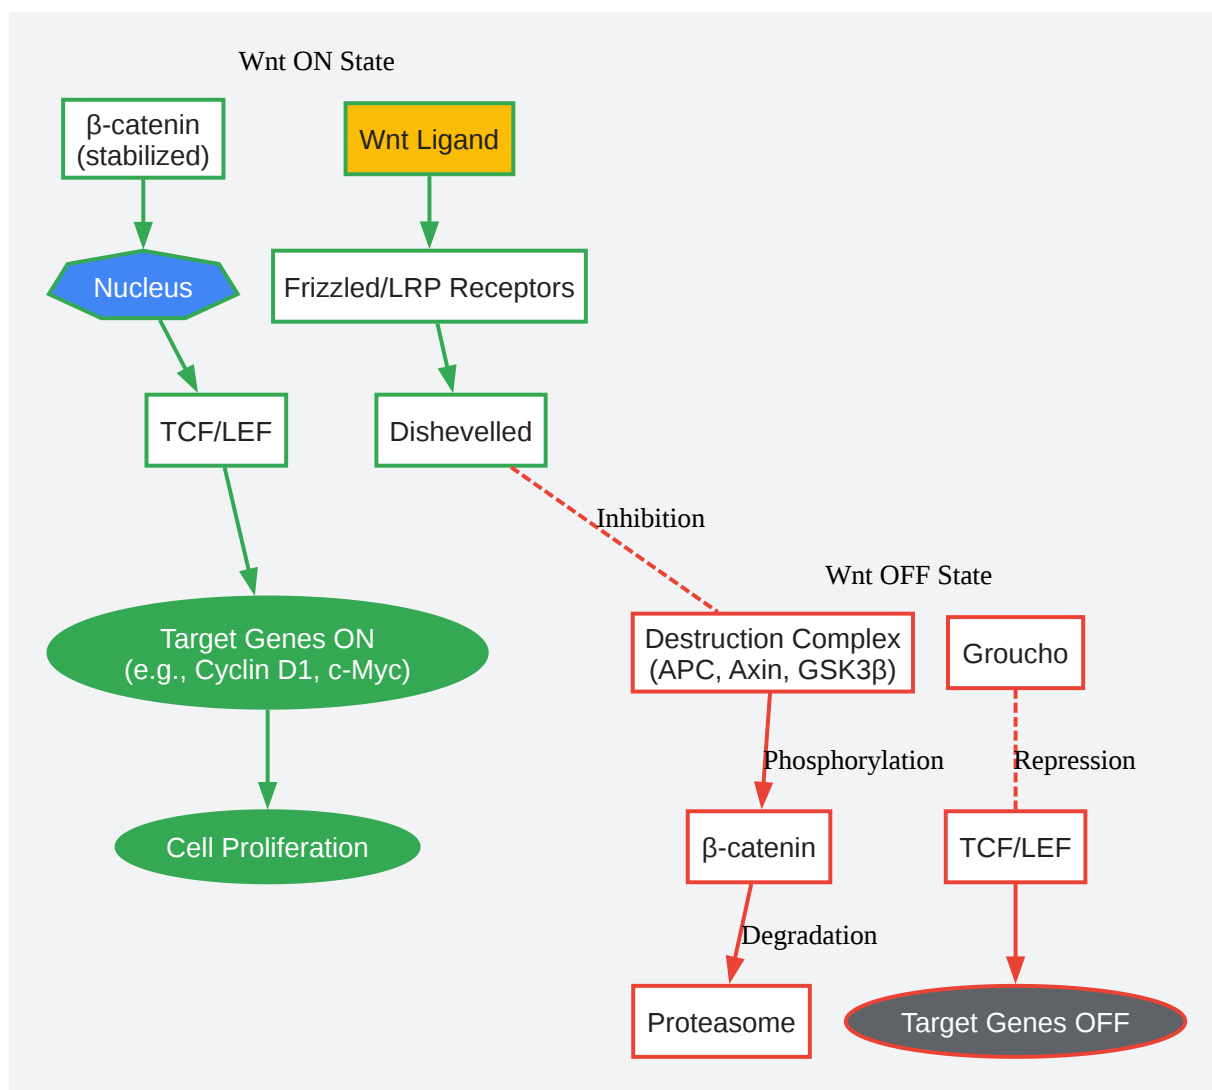 Wnt ON State
β-catenin
(stabilized)
Wnt Ligand
Nucleus
Frizzled/LRP Receptors
TCF/LEF
Dishevelled
Inhibition
Wnt OFF State
Target Genes ON
(e.g., Cyclin D1, c-Myc)
Destruction Complex
(APC, Axin, GSK3β)
Groucho
Phosphorylation
Repression
Cell Proliferation
β-catenin
TCF/LEF
Degradation
Proteasome
Target Genes OFF